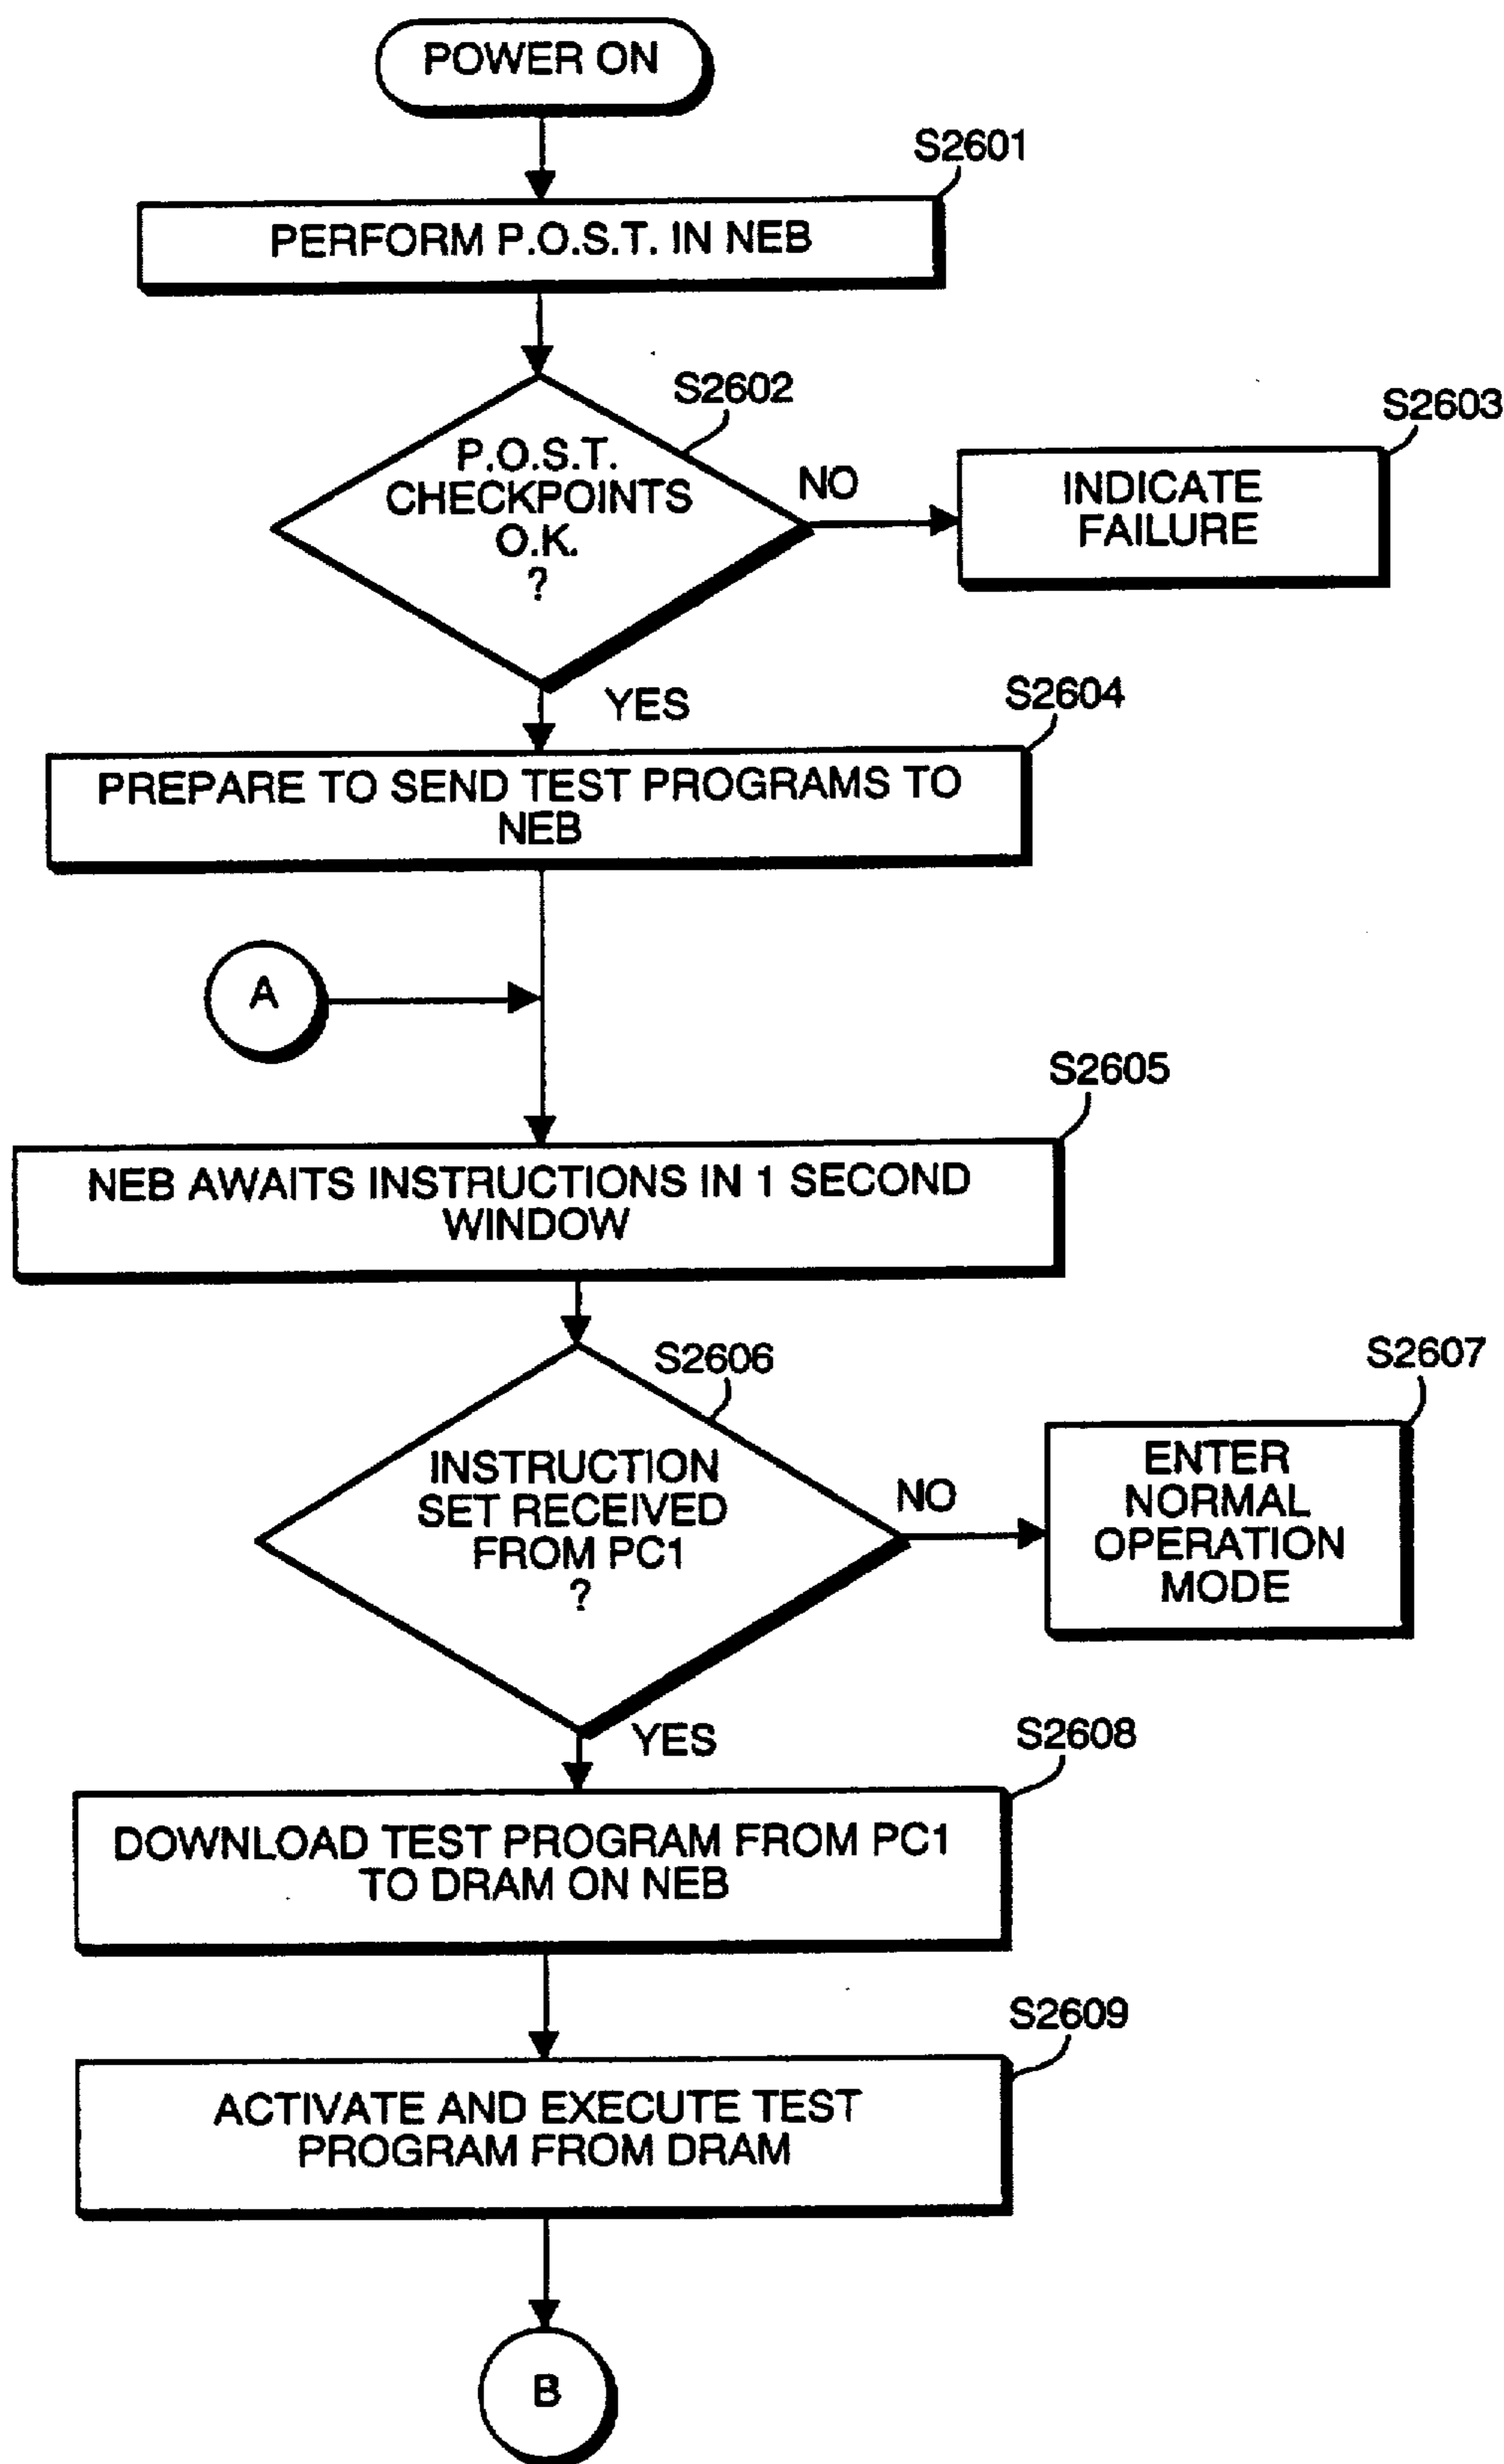 POWER ON
S2601
PERFORM P.O.S.T. IN NEB
S2602
P.O.S.T.
CHECKPOINTS
O.K.
?
NO
S2603
INDICATE
FAILURE
YES
S2604
PREPARE TO SEND TEST PROGRAMS TO
NEB
A
S2605
NEB AWAITS INSTRUCTIONS IN 1 SECOND
WINDOW
S2606
INSTRUCTION
SET RECEIVED
FROM PC1
?
NO
S2607
ENTER
NORMAL
OPERATION
MODE
YES
S2608
DOWNLOAD TEST PROGRAM FROM PC1
TO DRAM ON NEB
S2609
ACTIVATE AND EXECUTE TEST
PROGRAM FROM DRAM
B